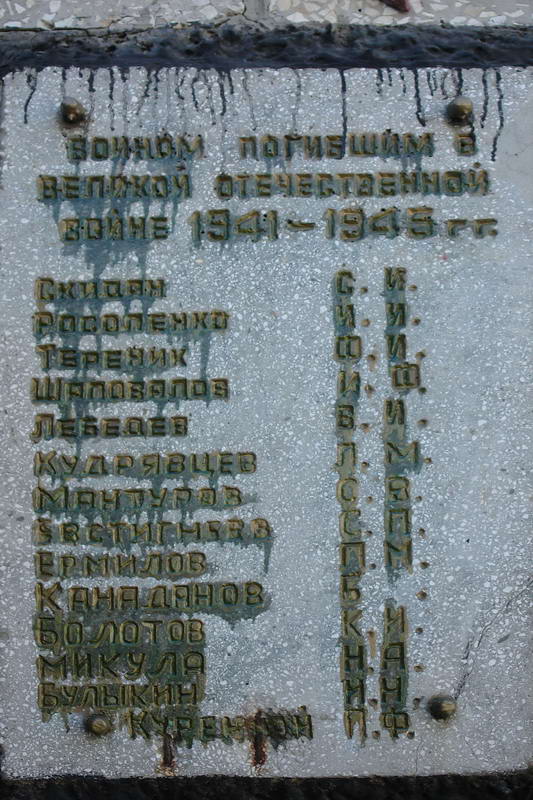 ВОИНАМ ПОГИБШИМ В
ВЕЛИКОЙ ОТЕЧЕСТВЕННОЙ
ВОЙНЕ 1941-1945 гг.
СКИДАН С. И.
РОСОЛЕНКО И. И.
ТЕРЕНИК Ф. И.
ШАПОВАЛОВ И. Ф.
ЛЕБЕДЕВ В. И.
КУДРЯВЦЕВ Л. М.
МАНТУРОВ О. В.
ЕВСТИГНЕЕВ С. П.
ЕРМИЛОВ П. М.
КАНАДАНОВ Б.
БОЛОТОВ К. И.
МИКУЛА Н. А.
БУЛЫКИН Н. Н.
КУРЕННОЙ П. Ф.